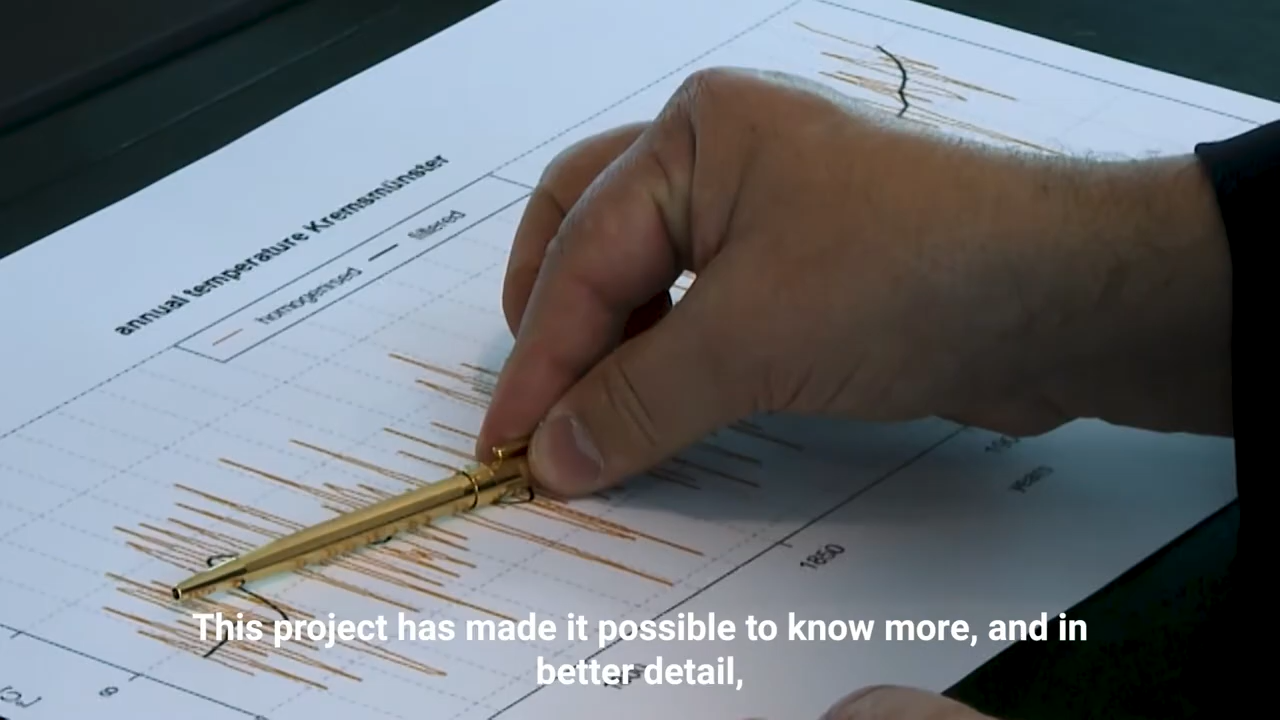 annual temperature Kremsmünster
homogenised
filtered
1850
years
6
[°C]
This project has made it possible to know more, and in
better detail,